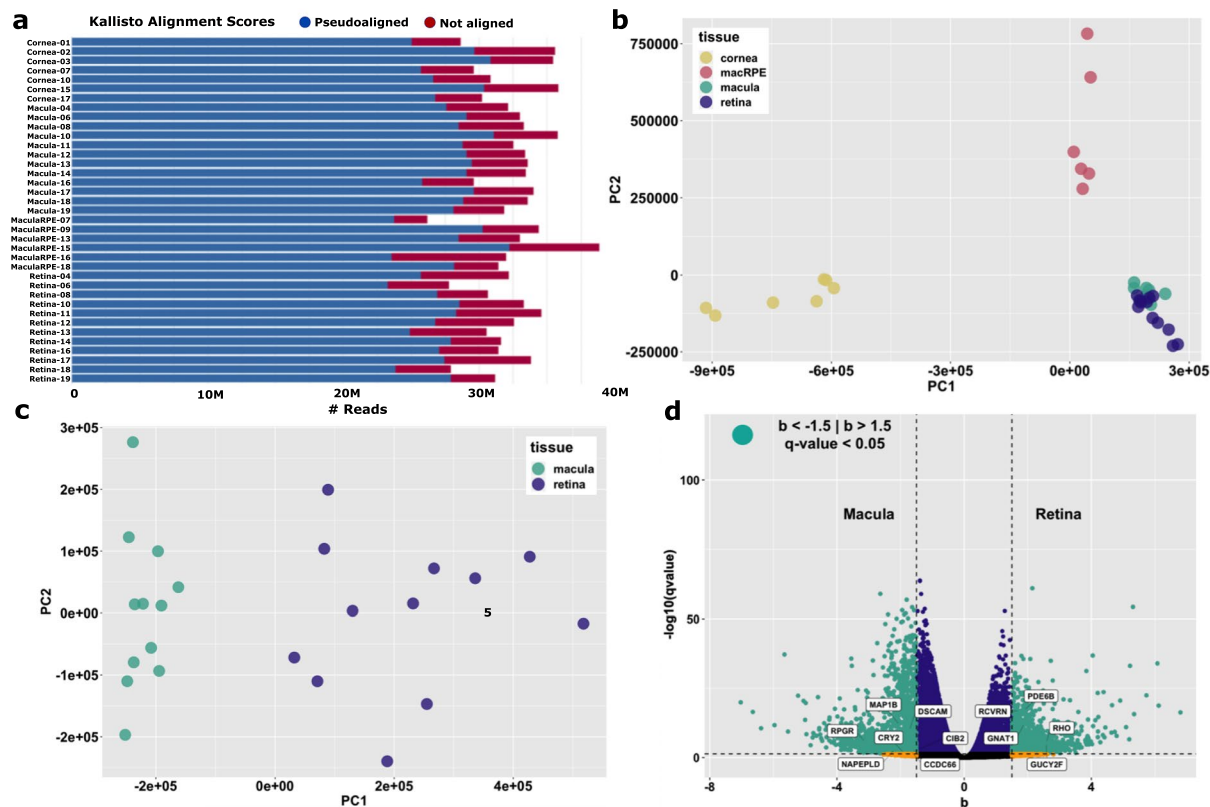 a
Kallisto Alignment Scores
Pseudoaligned
Not aligned
Cornea-01
Cornea-02
Cornea-03
Cornea-07
Cornea-10
Cornea-15
Cornea-17
Macula-04
Macula-06
Macula-08
Macula-10
Macula-11
Macula-12
Macula-13
Macula-14
Macula-16
Macula-17
Macula-18
Macula-19
MaculaRPE-07
MaculaRPE-09
MaculaRPE-13
MaculaRPE-15
MaculaRPE-16
MaculaRPE-18
Retina-04
Retina-06
Retina-08
Retina-10
Retina-11
Retina-12
Retina-13
Retina-14
Retina-16
Retina-17
Retina-18
Retina-19
0 10M 20M 30M 40M
# Reads
b
tissue
cornea
macRPE
macula
retina
750000
500000
250000
0
-250000
PC2
-9e+05 -6e+05 -3e+05 0e+00
PC1
c
tissue
macula
retina
3e+05
2e+05
1e+05
0e+00
-1e+05
-2e+05
PC2
5
-2e+05 0e+00 2e+05 4e+05
PC1
d
b < -1.5 | b > 1.5
q-value < 0.05
Macula
Retina
100
50
0
-log10(qvalue)
PDE6B
MAP1B
DSCAM
RCVRN
RPGR
RHO
CRY2
CIB2
GNAT1
NAPEPLD
CCDC66
GUCY2F
-8 -4 0 4
b